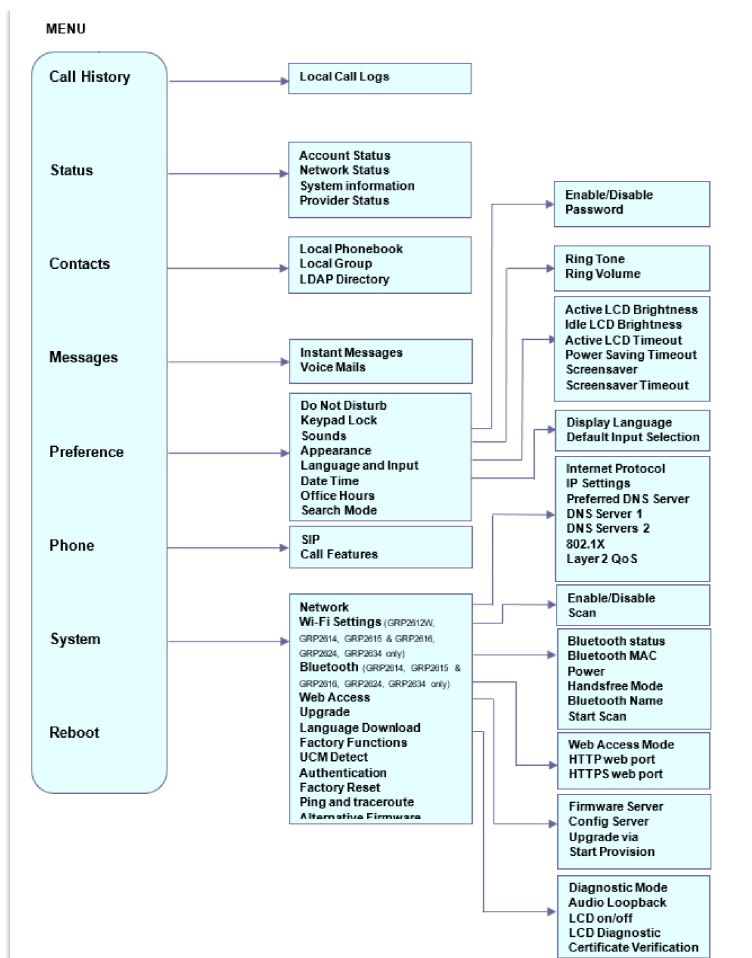 MENU
Call History
Local Call Logs
Status
Account Status
Network Status
System information
Provider Status
Contacts
Local Phonebook
Local Group
LDAP Directory
Messages
Instant Messages
Voice Mails
Preference
Do Not Disturb
Keypad Lock
Sounds
Appearance
Language and Input
Date Time
Office Hours
Search Mode
Enable/Disable
Password
Ring Tone
Ring Volume
Active LCD Brightness
Idle LCD Brightness
Active LCD Timeout
Power Saving Timeout
Screensaver
Screensaver Timeout
Display Language
Default Input Selection
Phone
SIP
Call Features
System
Network
Wi-Fi Settings (GRP2612W,
GRP2614, GRP2615 & GRP2616,
GRP2624, GRP2634 only)
Bluetooth (GRP2614, GRP2615 &
GRP2616, GRP2624, GRP2634 only)
Web Access
Upgrade
Language Download
Factory Functions
UCM Detect
Authentication
Factory Reset
Ping and traceroute
Alternative Firmware
Internet Protocol
IP Settings
Preferred DNS Server
DNS Server 1
DNS Servers 2
802.1X
Layer 2 QoS
Enable/Disable
Scan
Bluetooth status
Bluetooth MAC
Power
Handsfree Mode
Bluetooth Name
Start Scan
Web Access Mode
HTTP web port
HTTPS web port
Firmware Server
Config Server
Upgrade via
Start Provision
Diagnostic Mode
Audio Loopback
LCD on/off
LCD Diagnostic
Certificate Verification
Reboot